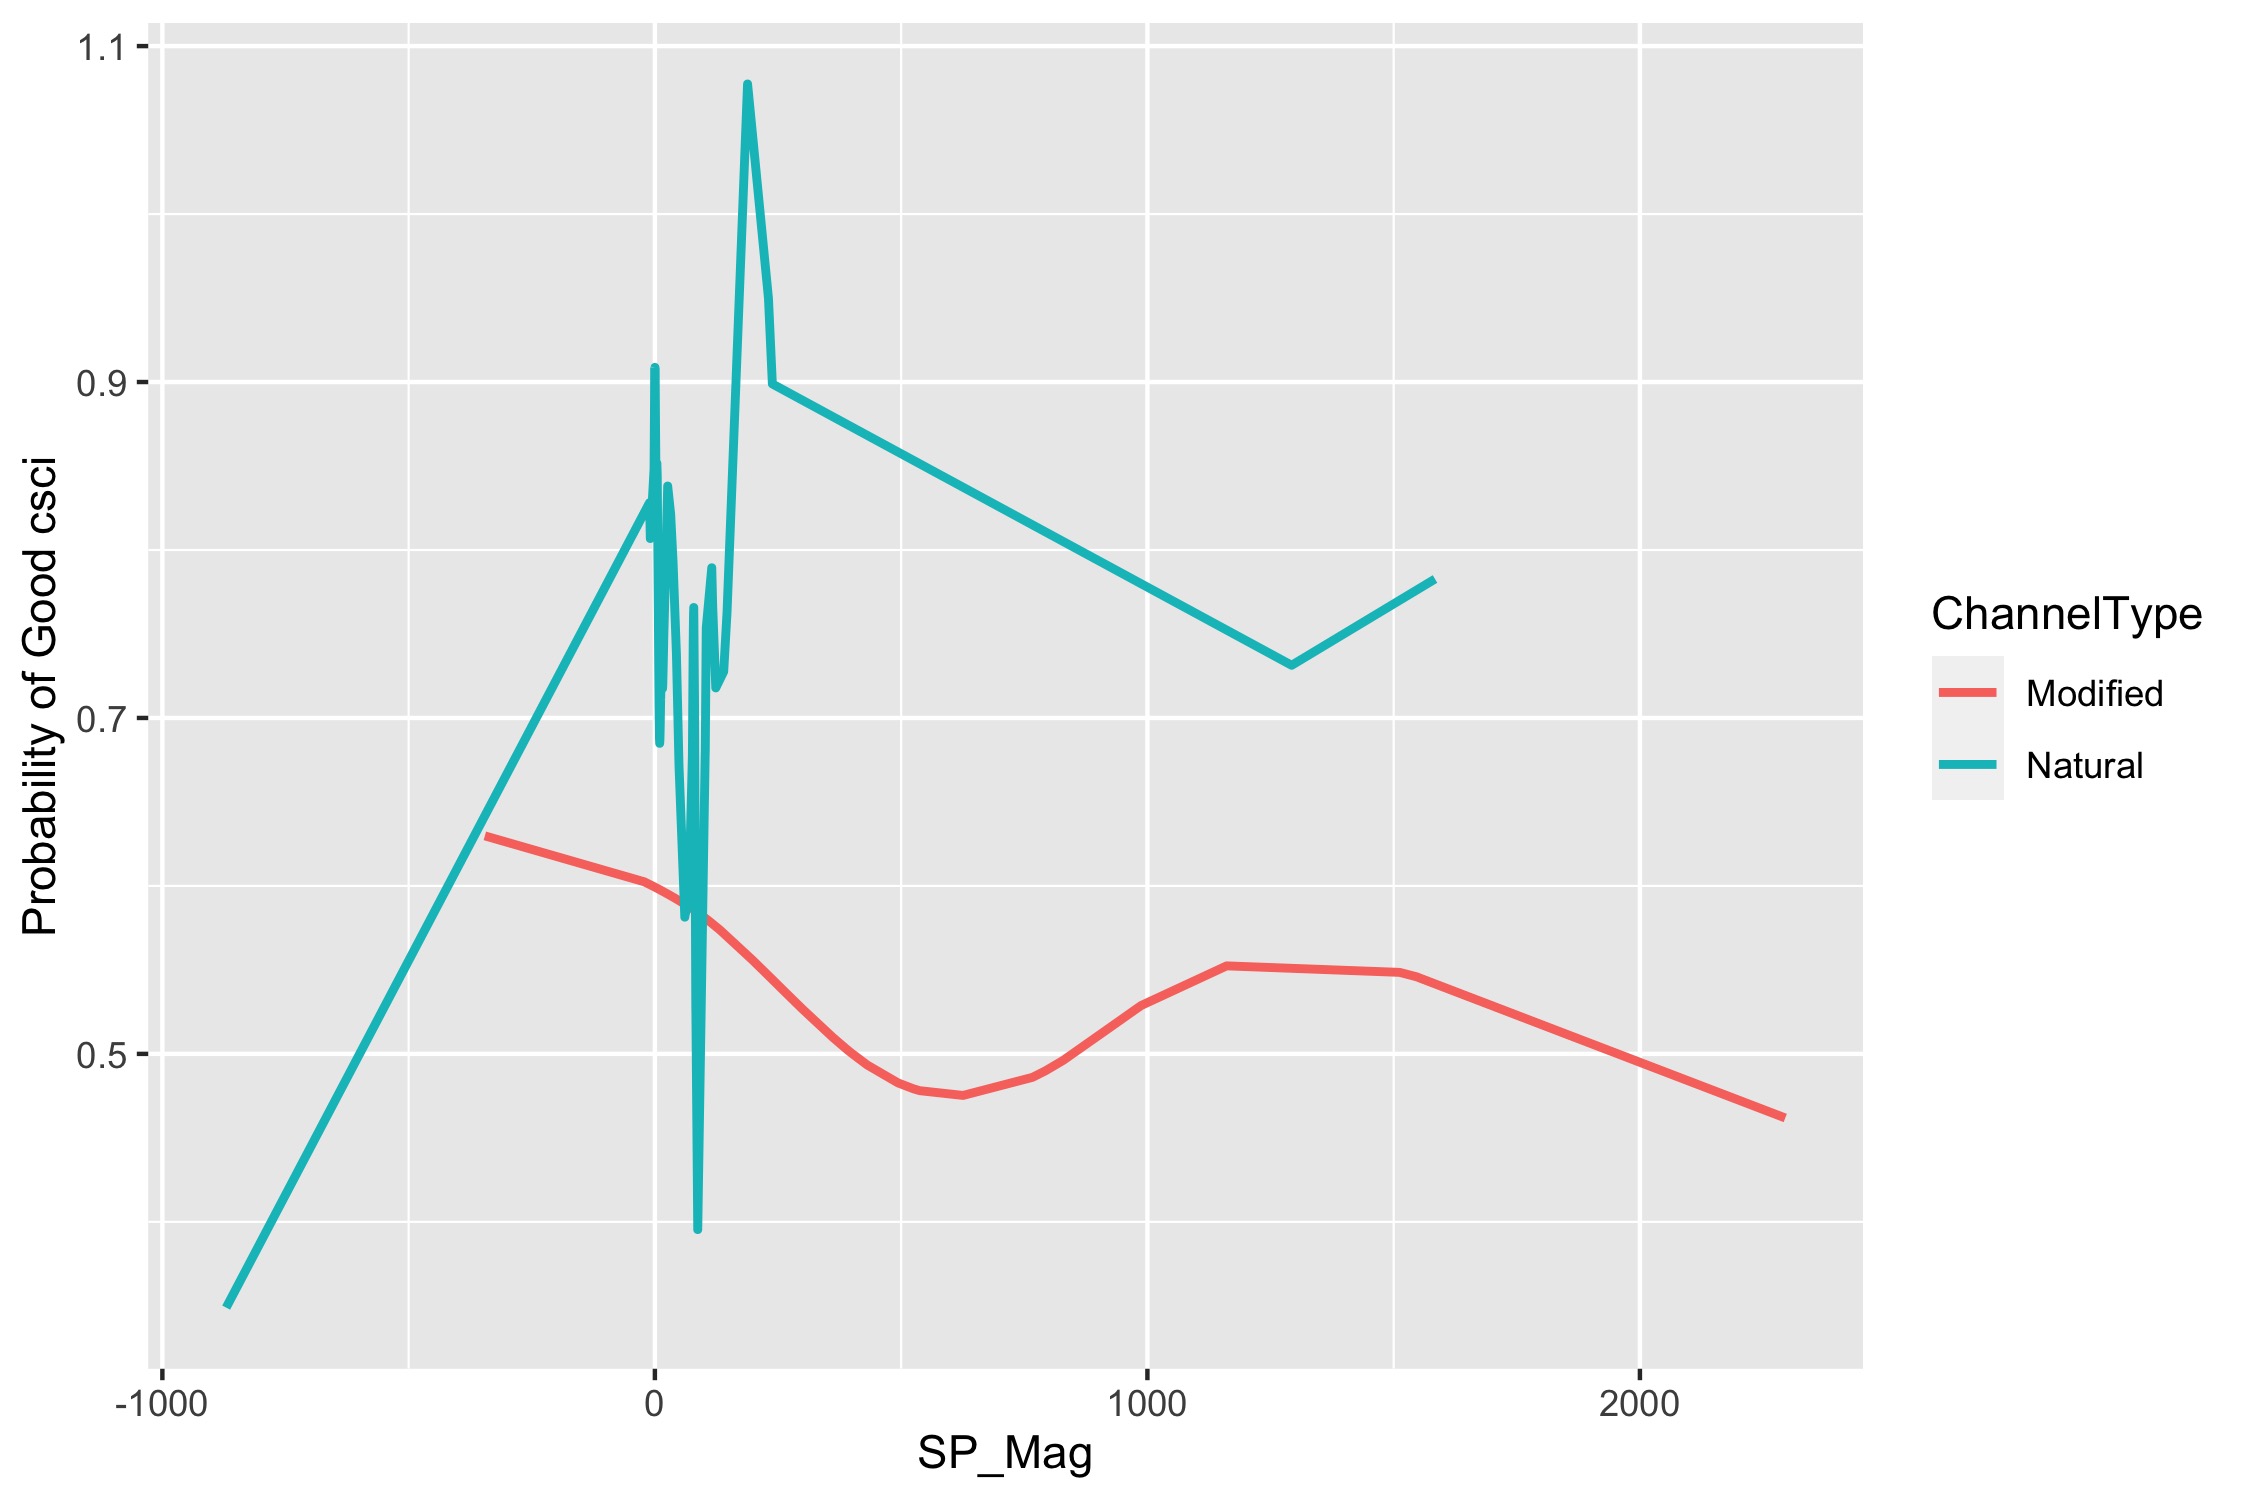 Probability of Good csci
1.1
0.9
0.7
0.5
-1000
0
1000
2000
SP_Mag
ChannelType
Modified
Natural